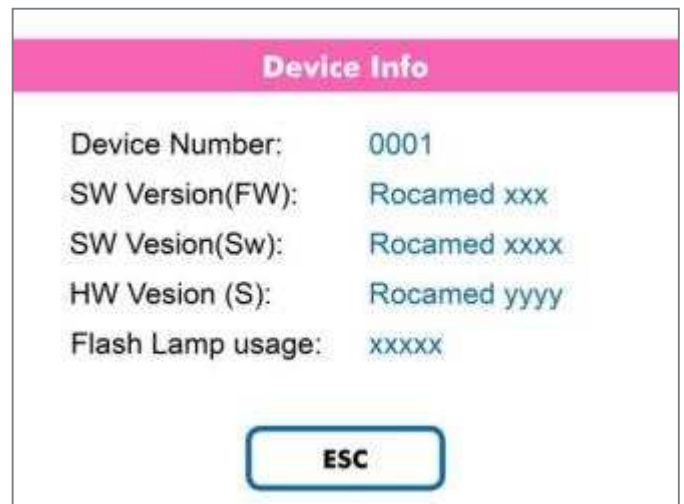 Device Info
Device Number: 0001
SW Version(FW): Rocamed xxx
SW Vesion(Sw): Rocamed xxxx
HW Vesion (S): Rocamed yyyy
Flash Lamp usage: xxxxx
ESC